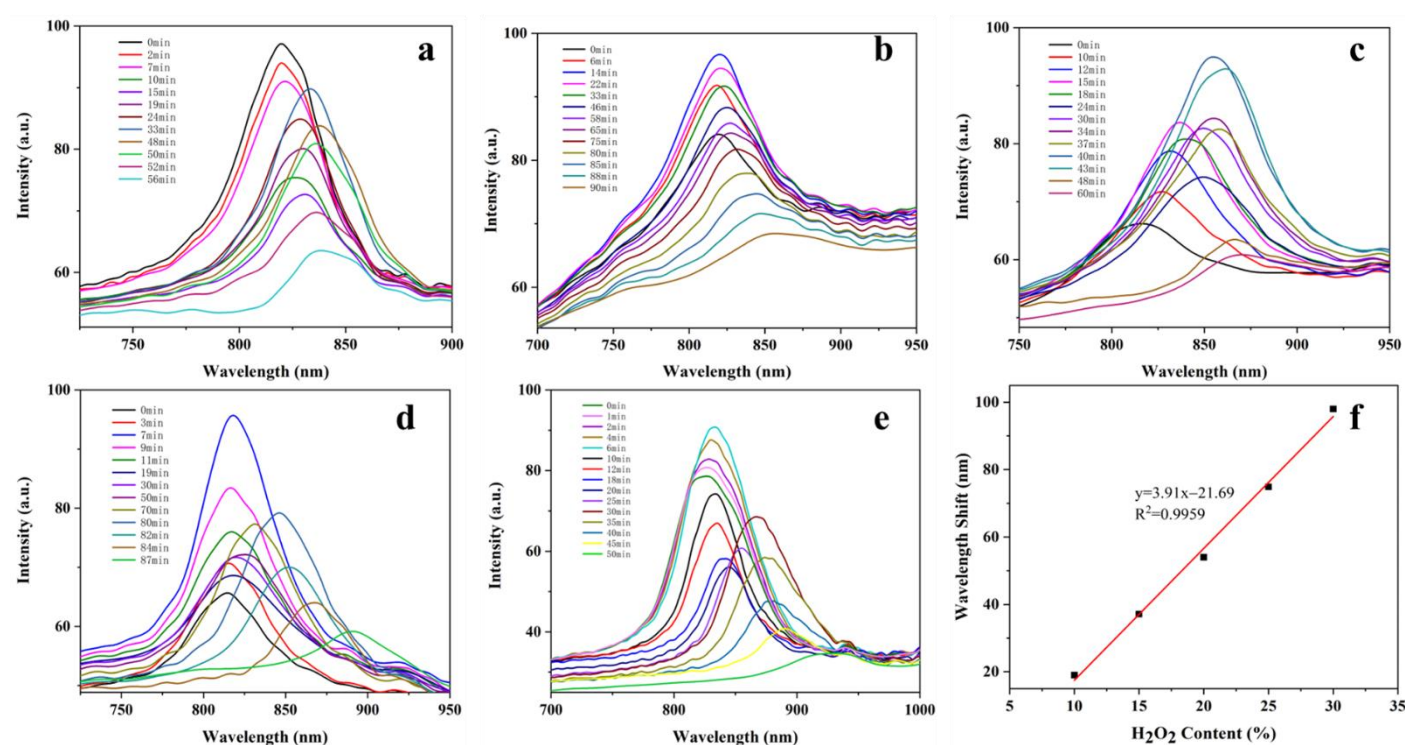 100
80
60
Intensity (a.u.)
750
800
850
900
Wavelength (nm)
0min
2min
7min
10min
15min
19min
24min
33min
48min
50min
52min
56min
a
100
80
60
Intensity (a.u.)
700
750
800
850
900
950
Wavelength (nm)
0min
6min
14min
22min
33min
46min
58min
65min
75min
80min
85min
88min
90min
b
100
80
60
Intensity (a.u.)
750
800
850
900
950
Wavelength (nm)
0min
10min
12min
15min
18min
24min
30min
34min
37min
40min
43min
48min
60min
c
100
80
60
Intensity (a.u.)
750
800
850
900
950
Wavelength (nm)
0min
3min
7min
9min
11min
19min
30min
50min
70min
80min
82min
84min
87min
d
100
80
60
40
Intensity (a.u.)
700
800
900
1000
Wavelength (nm)
0min
1min
2min
4min
6min
10min
12min
18min
20min
25min
30min
35min
40min
45min
50min
e
100
80
60
40
20
Wavelength Shift (nm)
5
10
15
20
25
30
35
H₂O₂ Content (%)
y=3.91x−21.69
R²=0.9959
f